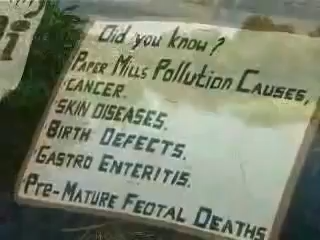 Did you know?
PAPER MILLS POLLUTION CAUSES,
CANCER.
SKIN DISEASES.
BIRTH DEFECTS.
GASTRO ENTERITIS.
PRE-MATURE FEOTAL DEATHS